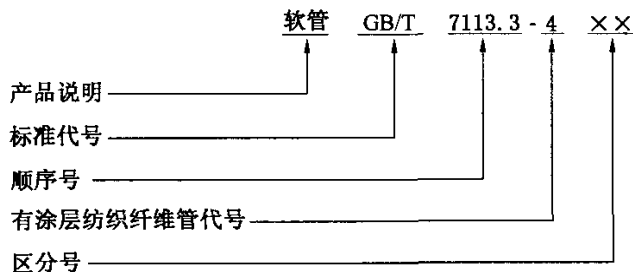 软管 GB/T 7113.3-4 ××
产品说明
标准代号
顺序号
有涂层纺织纤维管代号
区分号